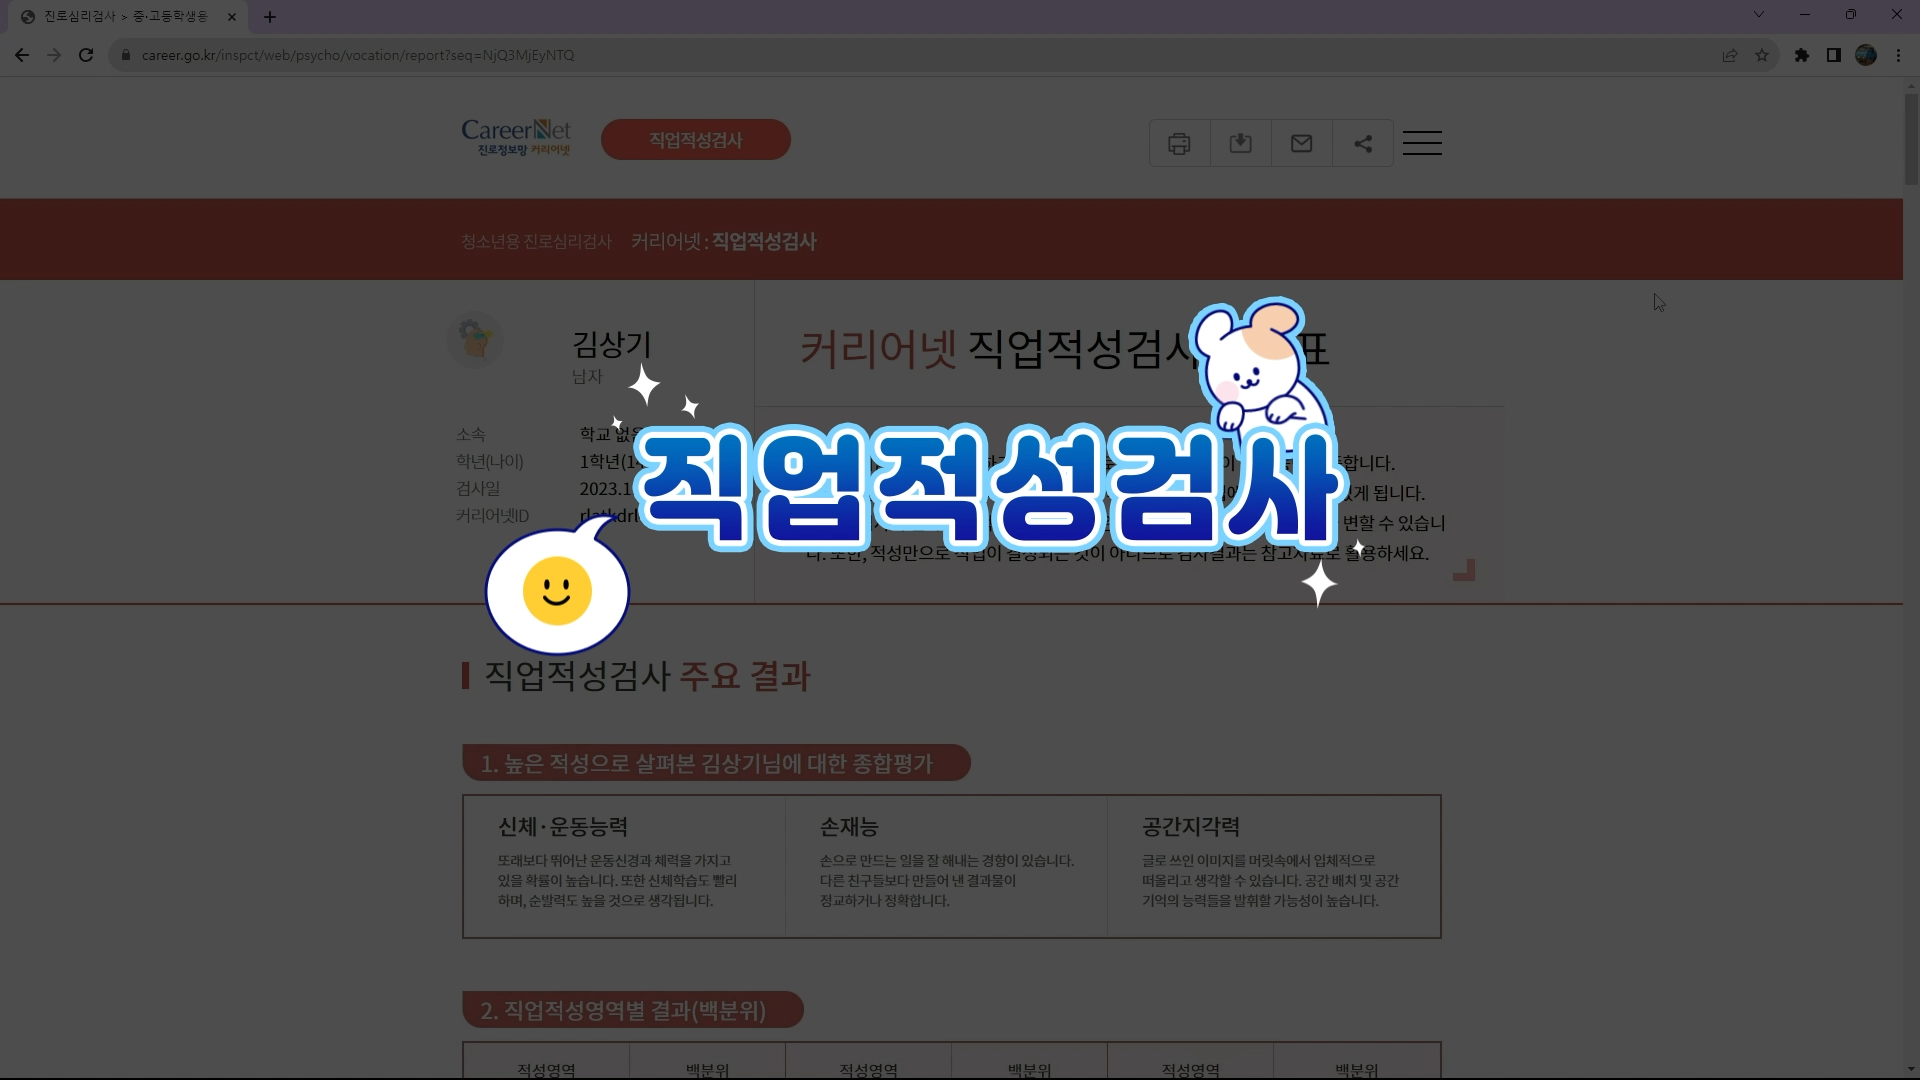 진로심리검사 > 중·고등학생용
career.go.kr/inspct/web/psycho/vocation/report?seq=NjQ3MjEyNTQ
CareerNet
진로정보망 커리어넷
직업적성검사
청소년용 진로심리검사 커리어넷 : 직업적성검사
김상기
남자
커리어넷 직업적성검사 표
소속 학교 없음
학년(나이) 1학년(14
검사일 2023.1
커리어넷ID
직업적성검사
합니다.
있게 됩니다.
변할 수 있습니
다. 또한, 적성만으로 직업이 결정되는 것이 아니므로 검사결과는 참고자료로 활용하세요.
직업적성검사 주요 결과
1. 높은 적성으로 살펴본 김상기님에 대한 종합평가
신체·운동능력
또래보다 뛰어난 운동신경과 체력을 가지고
있을 확률이 높습니다. 또한 신체학습도 빨리
하며, 순발력도 높을 것으로 생각됩니다.
손재능
손으로 만드는 일을 잘 해내는 경향이 있습니다.
다른 친구들보다 만들어 낸 결과물이
정교하거나 정확합니다.
공간지각력
글로 쓰인 이미지를 머릿속에서 입체적으로
떠올리고 생각할 수 있습니다. 공간 배치 및 공간
기억의 능력들을 발휘할 가능성이 높습니다.
2. 직업적성영역별 결과(백분위)
적성영역 백분위 적성영역 백분위 적성영역 백분위